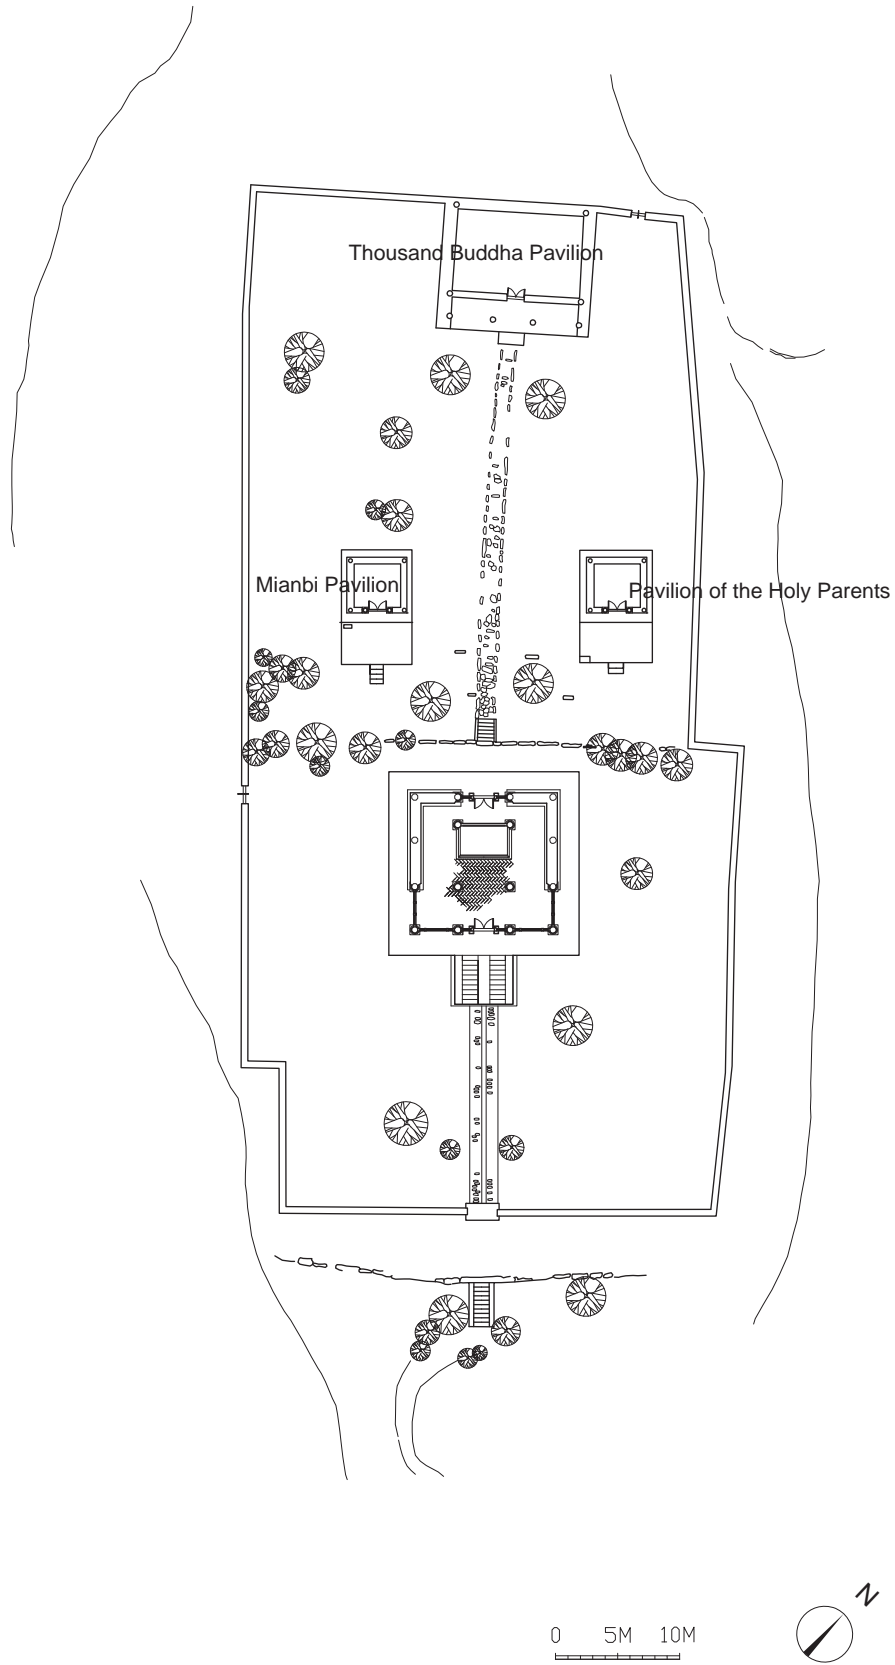 Thousand Buddha Pavilion
Mianbi Pavilion
Pavilion of the Holy Parents
N
0 5M 10M